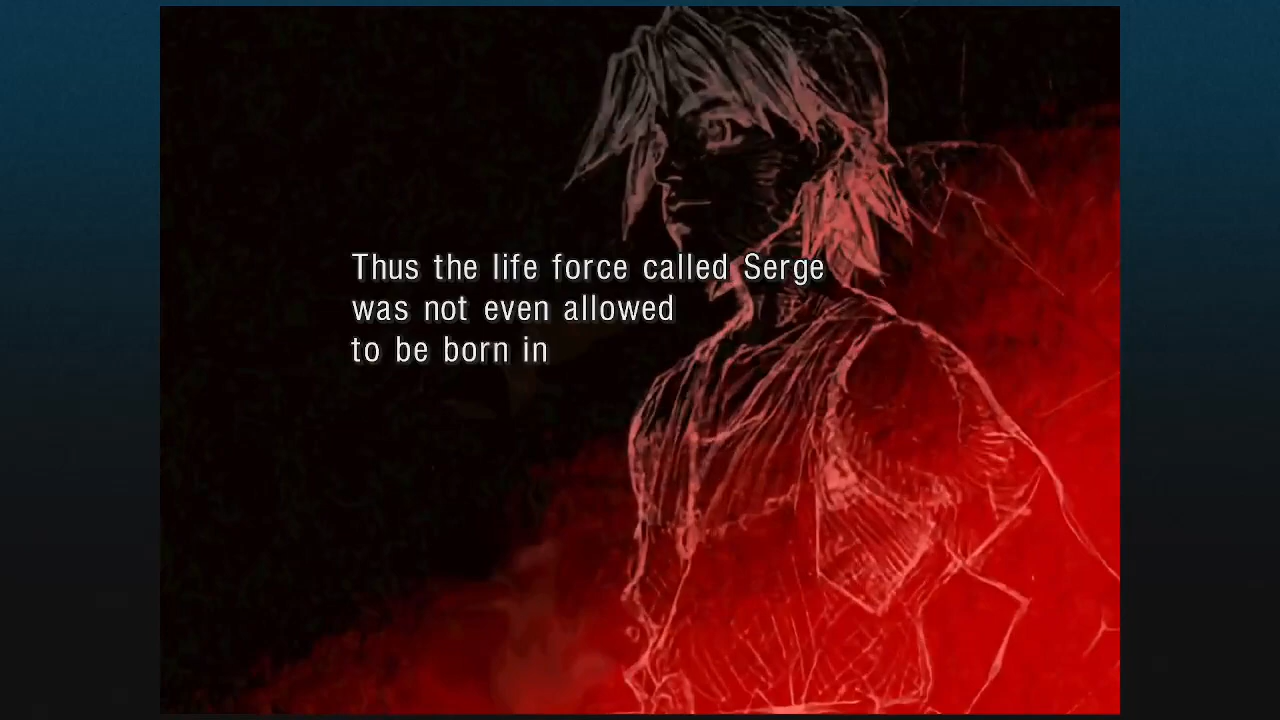 Thus the life force called Serge
was not even allowed
to be born in